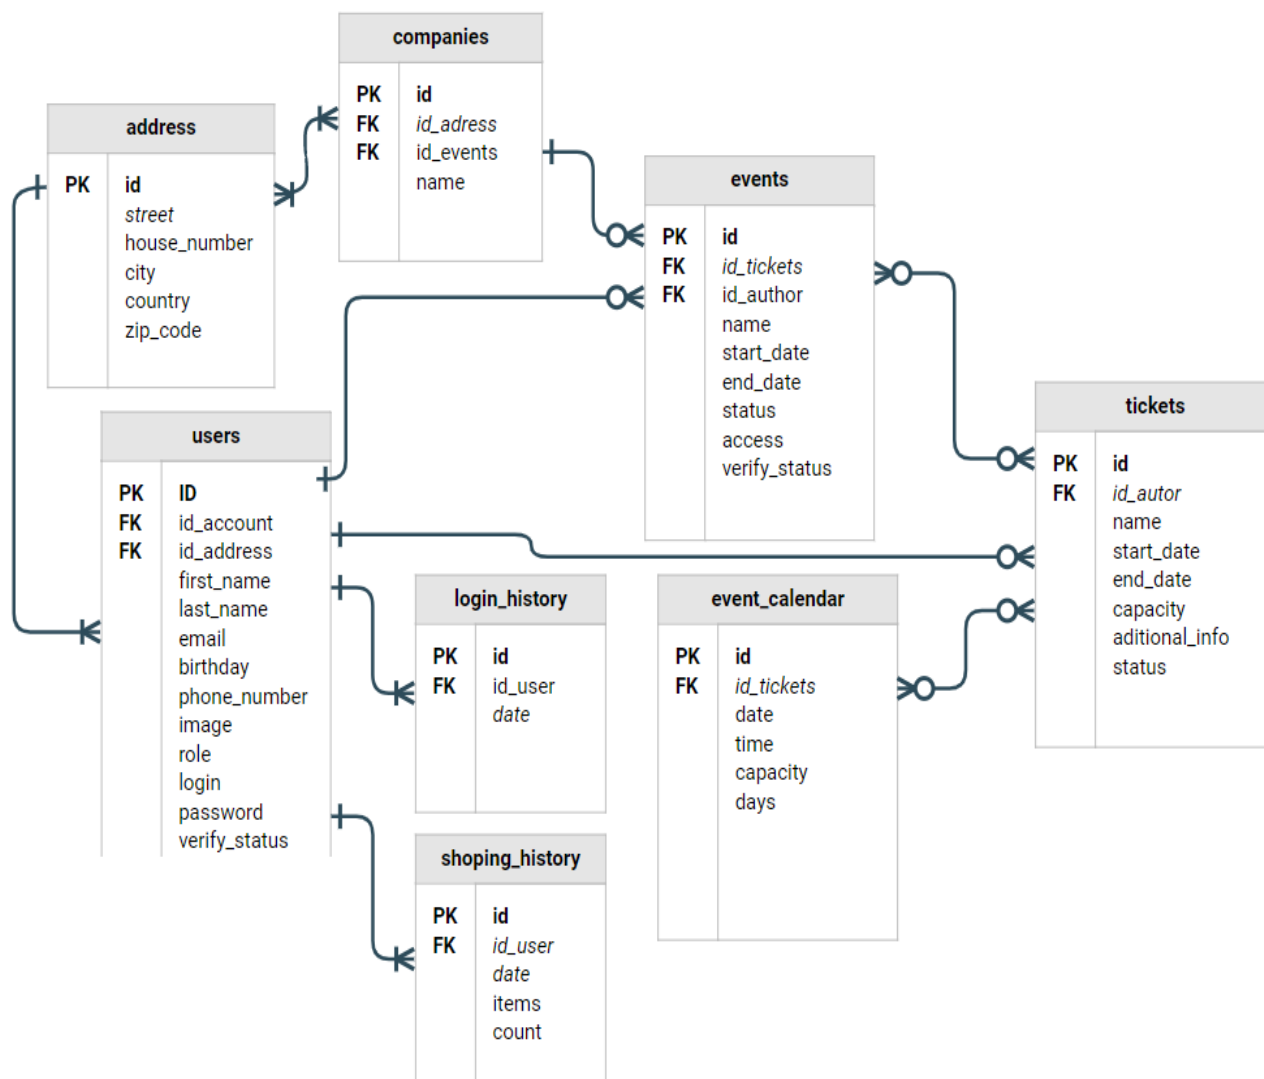 companies
PK id
FK id_adress
FK id_events
name
address
PK id
street
house_number
city
country
zip_code
events
PK id
FK id_tickets
FK id_author
name
start_date
end_date
status
access
verify_status
users
PK ID
FK id_account
FK id_address
first_name
last_name
email
birthday
phone_number
image
role
login
password
verify_status
tickets
PK id
FK id_autor
name
start_date
end_date
capacity
aditional_info
status
login_history
PK id
FK id_user
date
event_calendar
PK id
FK id_tickets
date
time
capacity
days
shoping_history
PK id
FK id_user
date
items
count